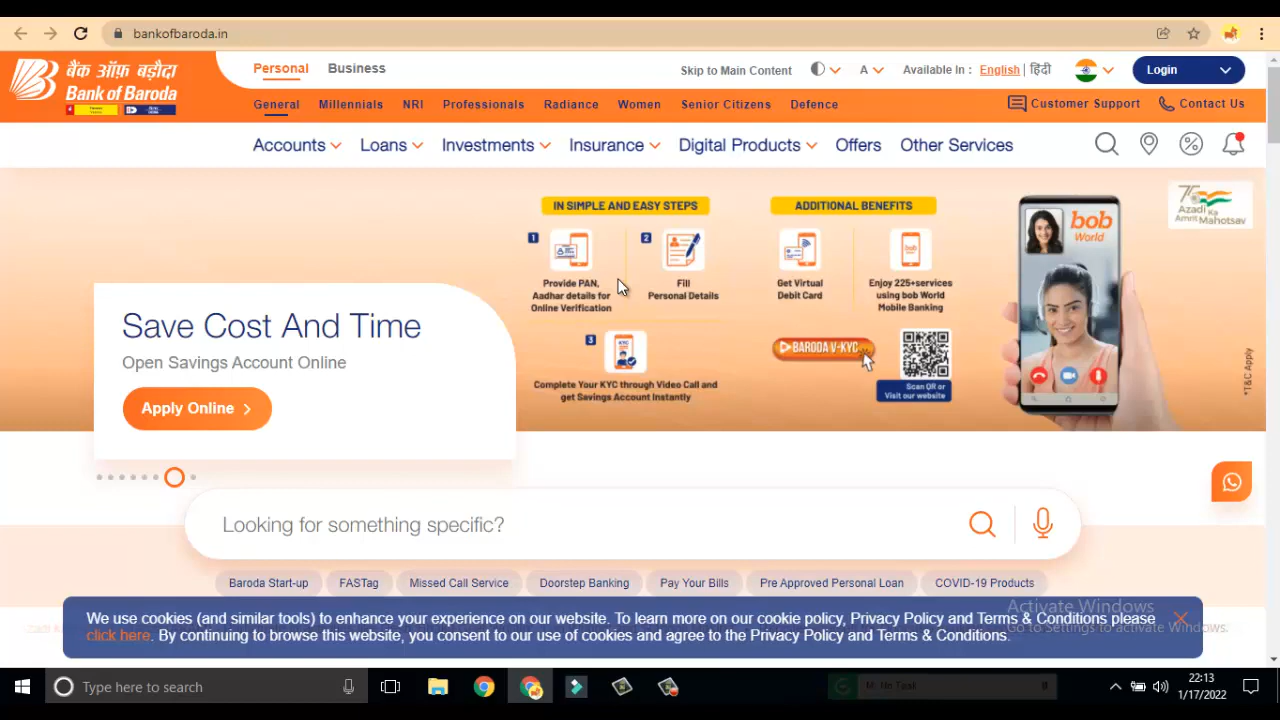 bankofbaroda.in
बैंक ऑफ़ बड़ौदा
Bank of Baroda
Personal Business
Skip to Main Content A Available In : English | हिंदी Login
General Millennials NRI Professionals Radiance Women Senior Citizens Defence Customer Support Contact Us
Accounts Loans Investments Insurance Digital Products Offers Other Services
IN SIMPLE AND EASY STEPS
ADDITIONAL BENEFITS
75
Azadi Ka
Amrit Mahotsav
bob
World
1
Provide PAN,
Aadhar details for
Online Verification
2
Fill
Personal Details
Get Virtual
Debit Card
bob
Enjoy 225+services
using bob World
Mobile Banking
3
KYC
Complete Your KYC through Video Call and
get Savings Account Instantly
BARODA V-KYC
Scan QR or
Visit our website
*T&C Apply
Save Cost And Time
Open Savings Account Online
Apply Online
Looking for something specific?
Baroda Start-up FASTag Missed Call Service Doorstep Banking Pay Your Bills Pre Approved Personal Loan COVID-19 Products
We use cookies (and similar tools) to enhance your experience on our website. To learn more on our cookie policy, Privacy Policy and Terms & Conditions please
click here. By continuing to browse this website, you consent to our use of cookies and agree to the Privacy Policy and Terms & Conditions.
Activate Windows
Go to Settings to activate Windows.
Type here to search
22:13
1/17/2022